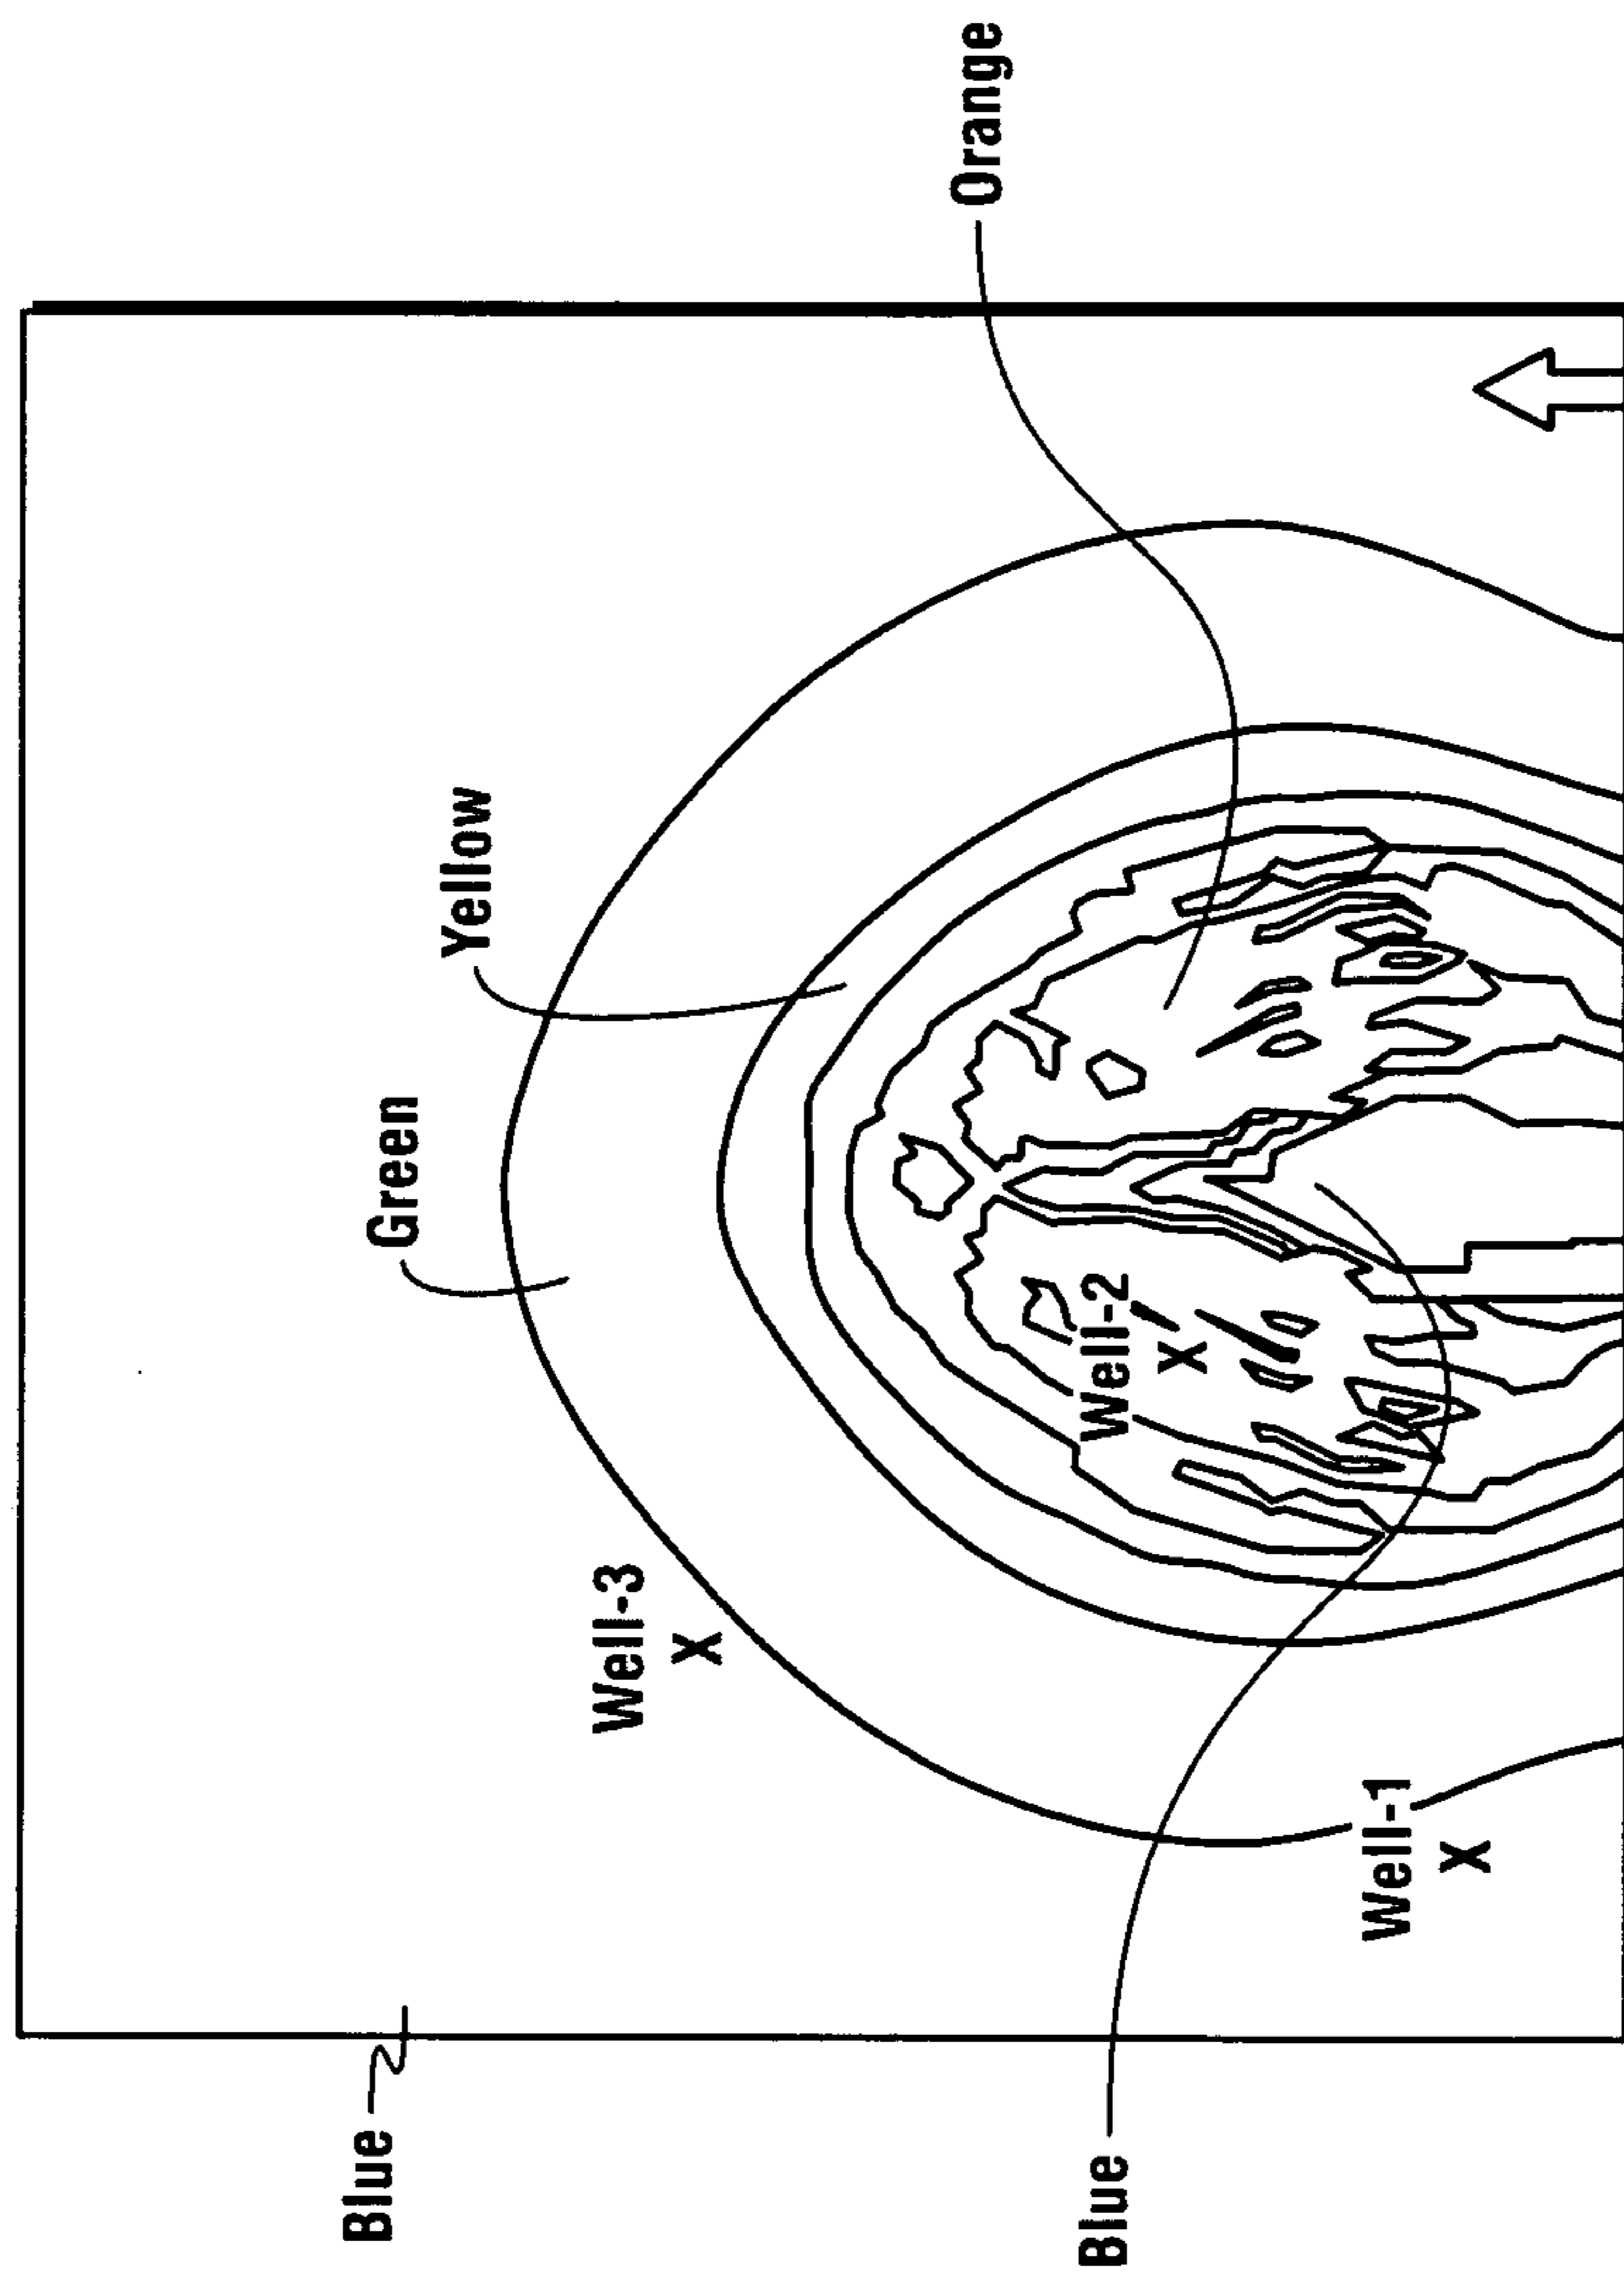 Blue
Green
Yellow
Orange
Well-3
X
Well-2
X
Well-1
X
Blue